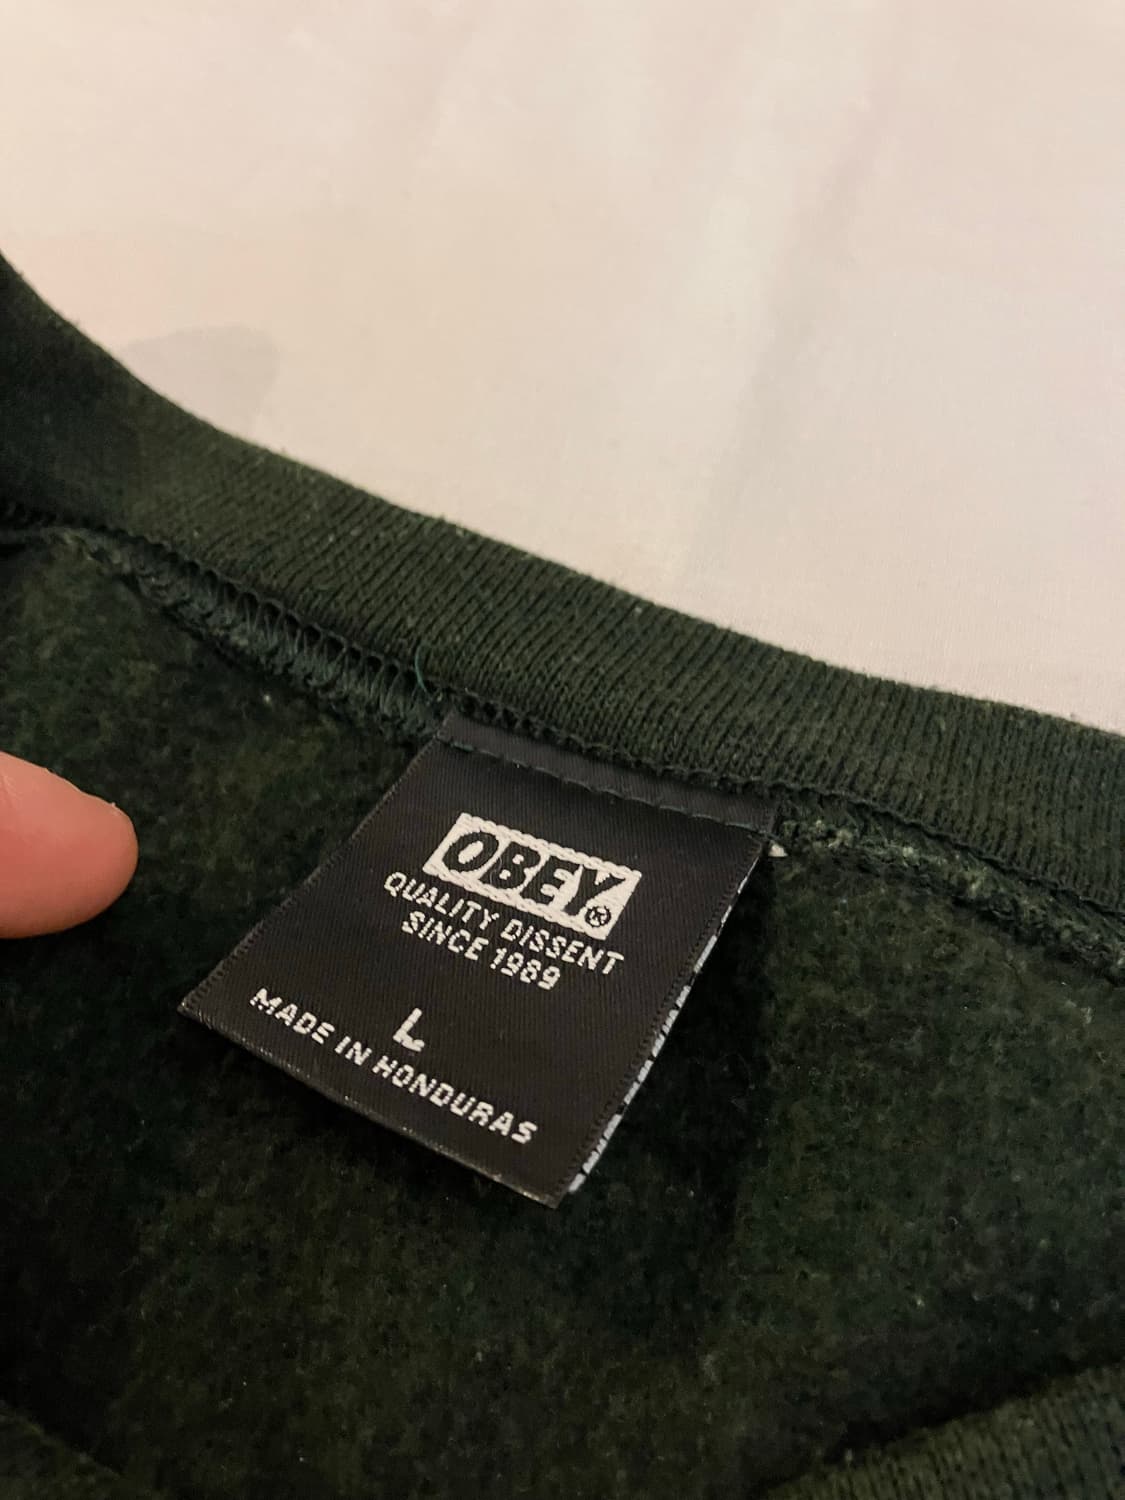 OBEY®
QUALITY DISSENT
SINCE 1989
L
MADE IN HONDURAS